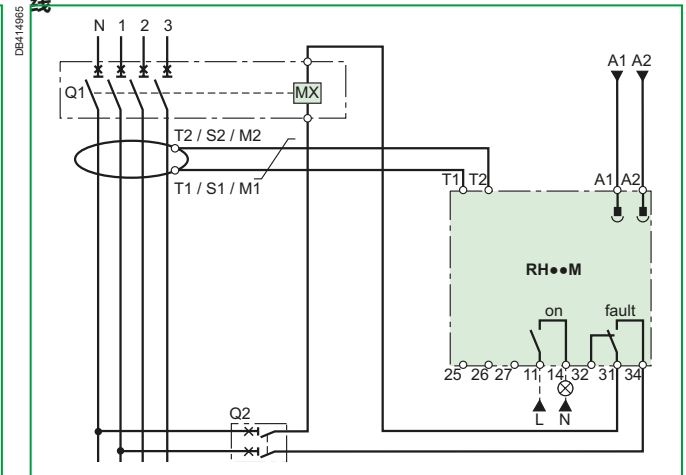 线
DB414965
N 1 2 3
A1 A2
Q1
MX
T2 / S2 / M2
T1 / S1 / M1
T1 T2
A1 A2
RH●●M
on
fault
25 26 27 11 14 32 31 34
L N
Q2